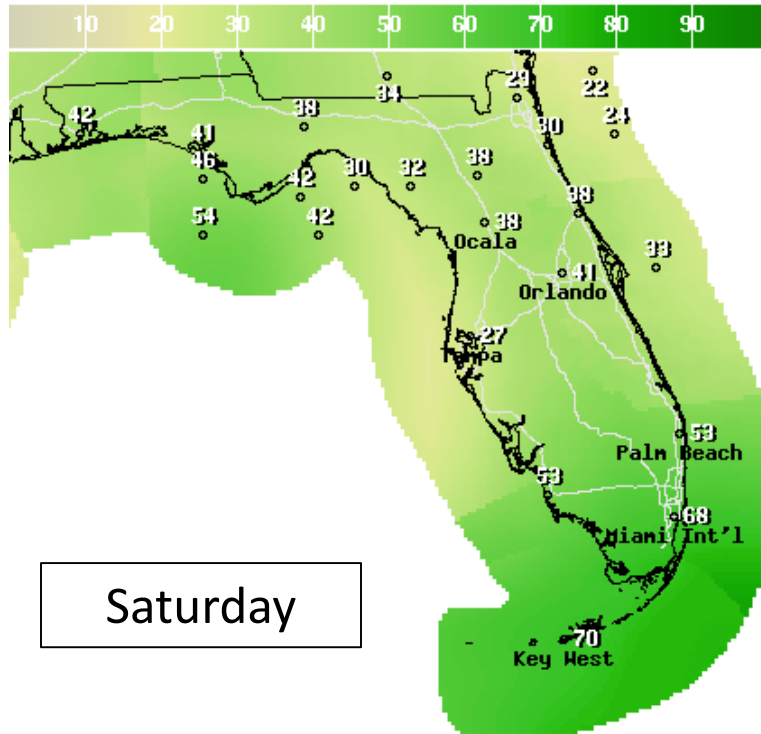 10 20 30 40 50 60 70 80 90
34 22
29
42 38 24
41 30
46 38
42 30 32
54 42 38 38
Ocala
41 33
Orlando
27
Tampa
53
Palm Beach
53
68
Miami Int'l
Saturday
70
Key West